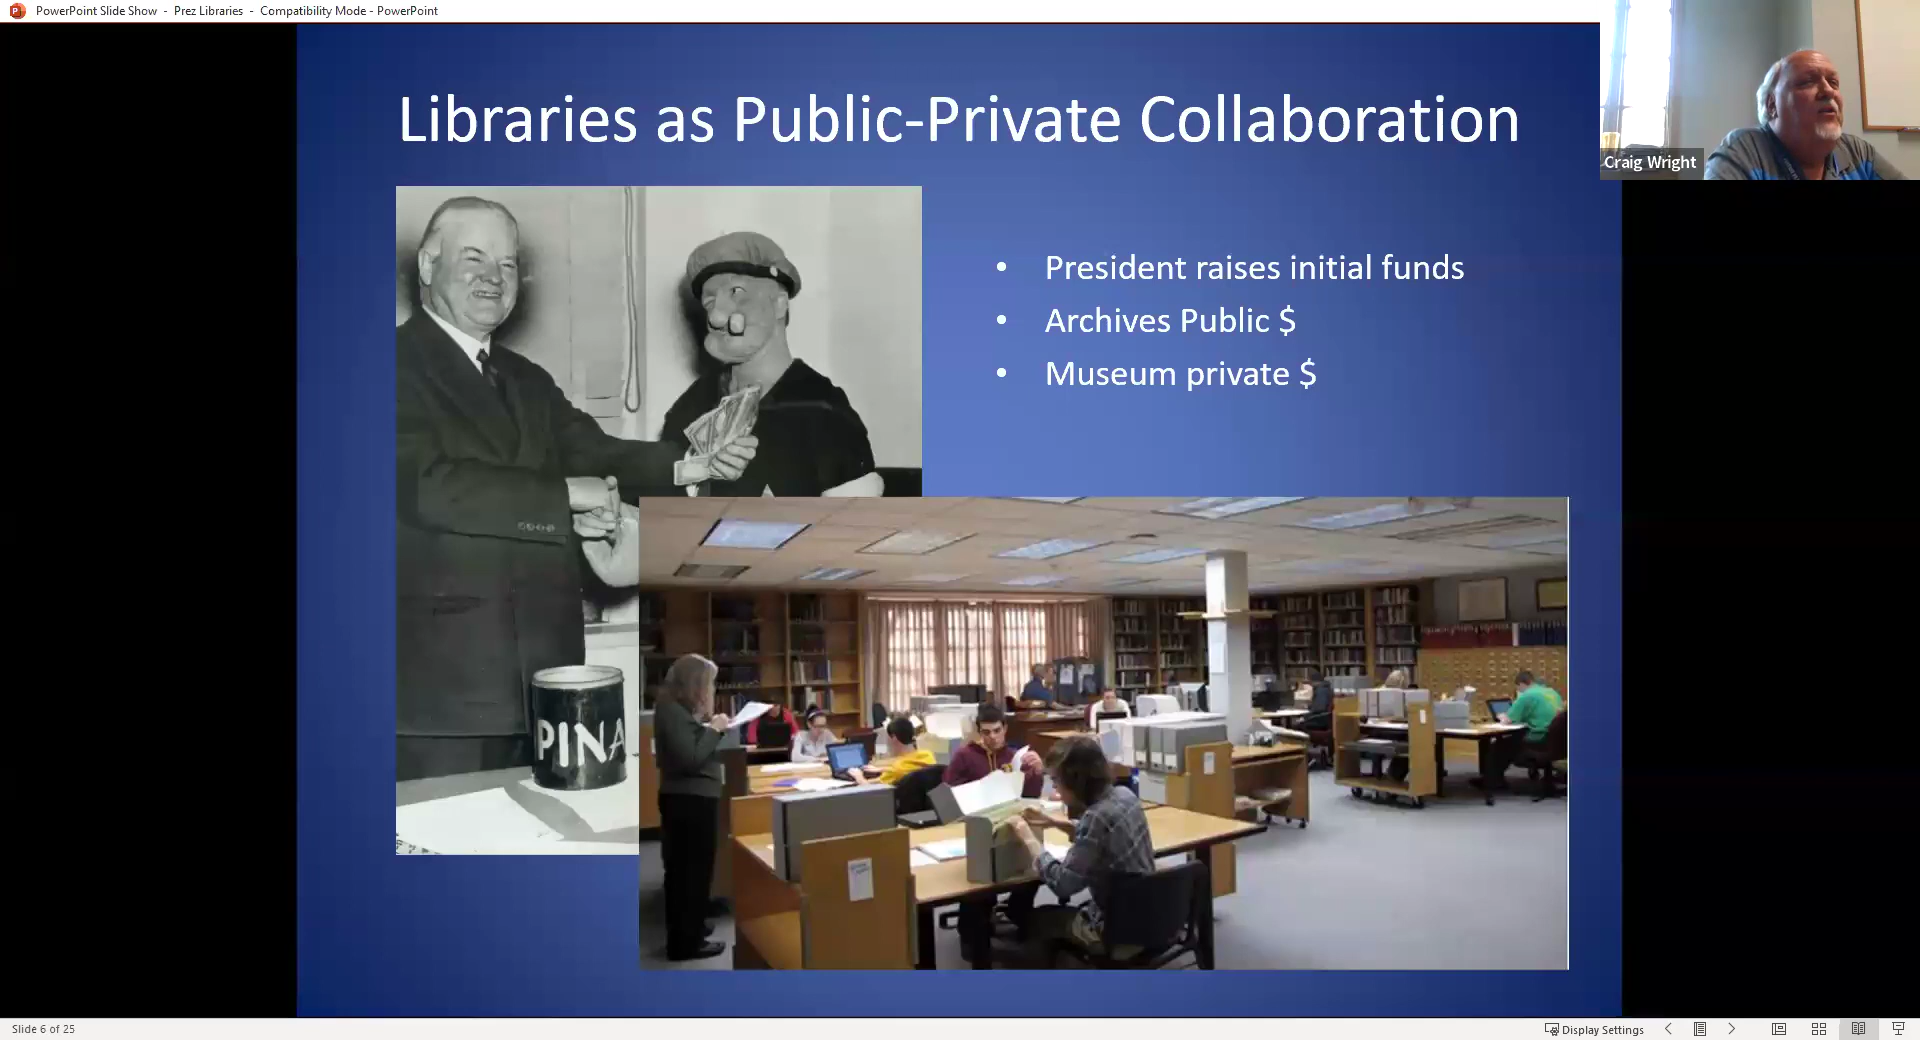 PowerPoint Slide Show - Prez Libraries - Compatibility Mode - PowerPoint
Libraries as Public-Private Collaboration
Craig Wright
• President raises initial funds
• Archives Public $
• Museum private $
PINA
Slide 6 of 25
Display Settings